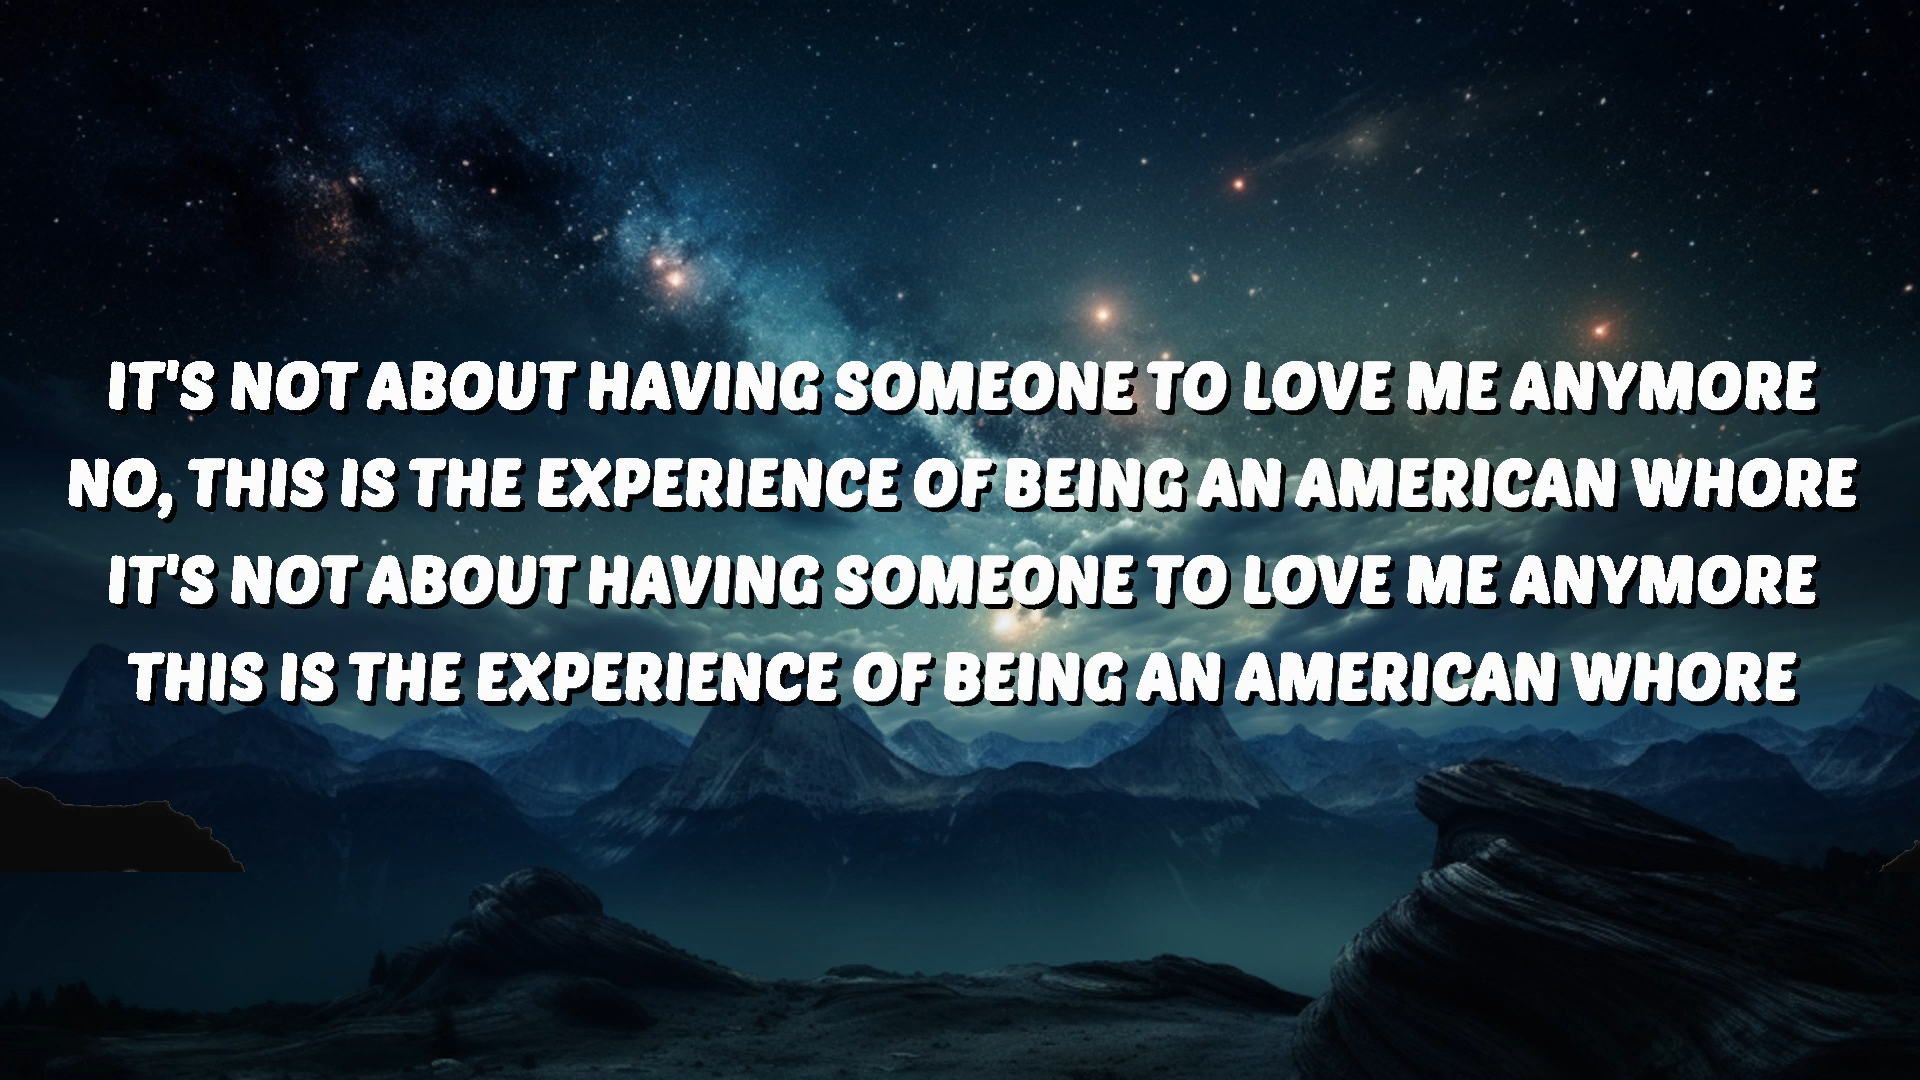 IT'S NOT ABOUT HAVING SOMEONE TO LOVE ME ANYMORE
NO, THIS IS THE EXPERIENCE OF BEING AN AMERICAN WHORE
IT'S NOT ABOUT HAVING SOMEONE TO LOVE ME ANYMORE
THIS IS THE EXPERIENCE OF BEING AN AMERICAN WHORE